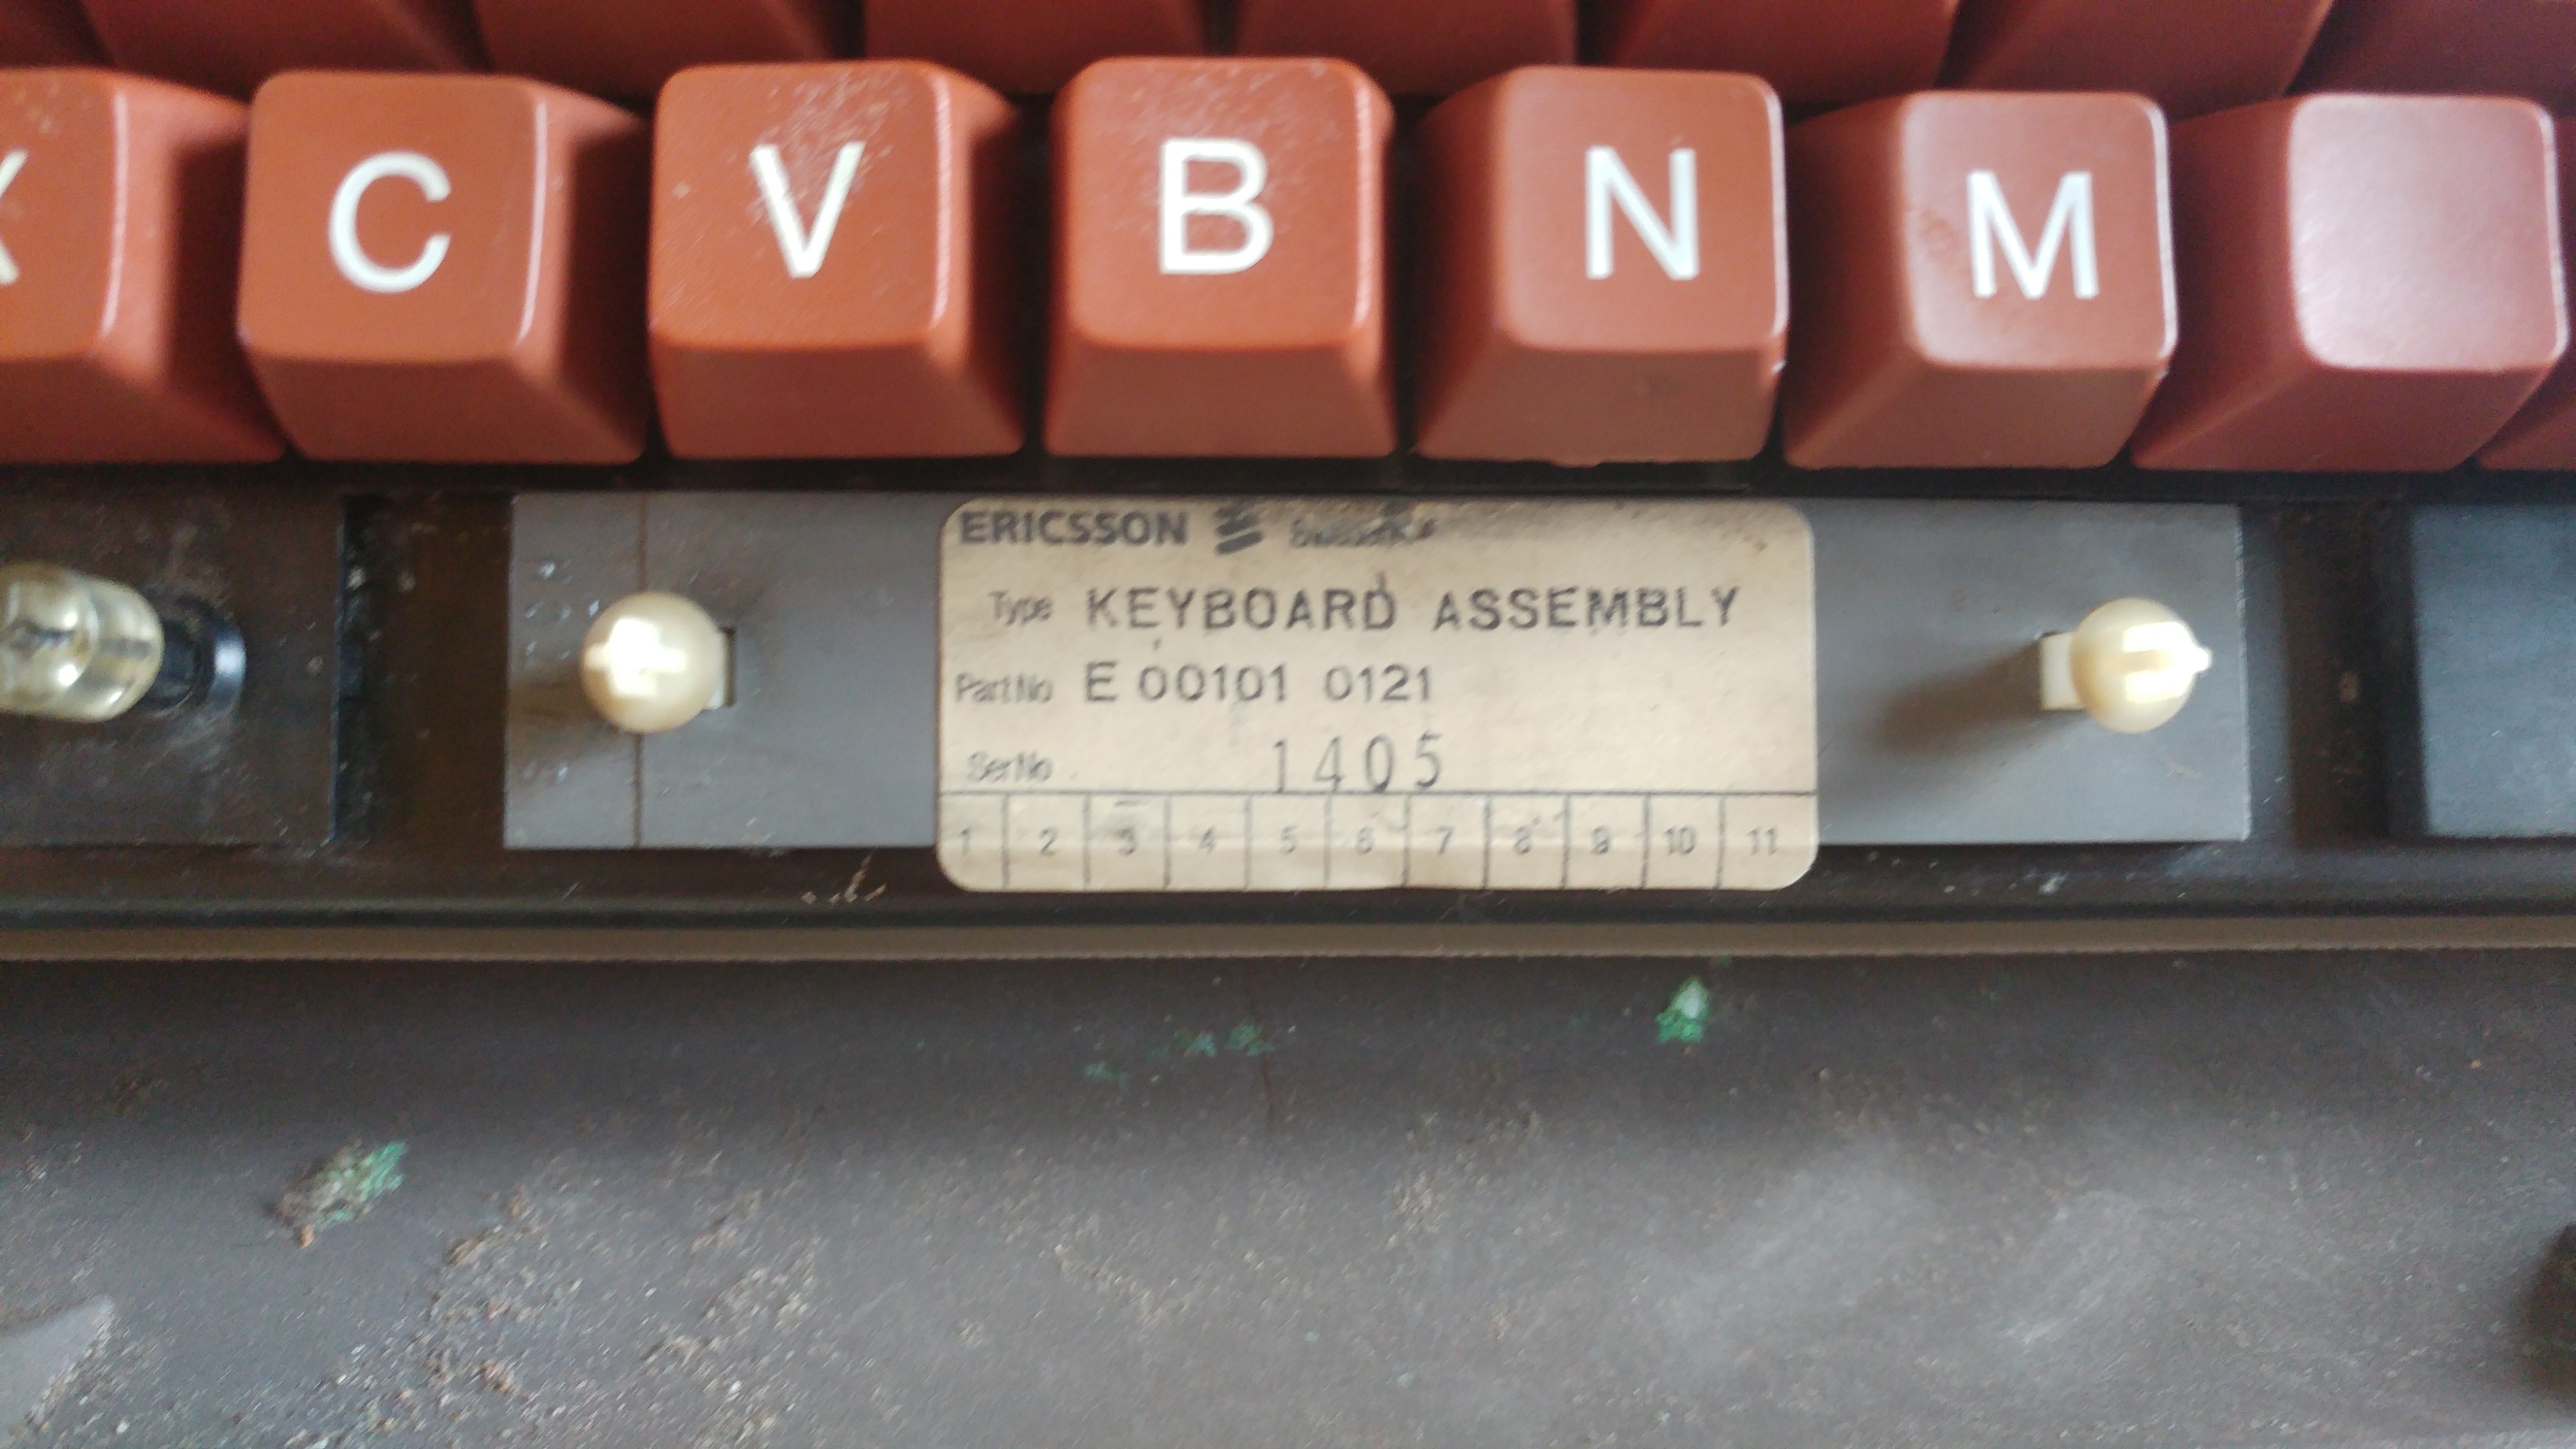 X C V B N M
ERICSSON
Type KEYBOARD ASSEMBLY
Part No E 00101 0121
Ser No 1405
1 2 3 4 5 6 7 8 9 10 11